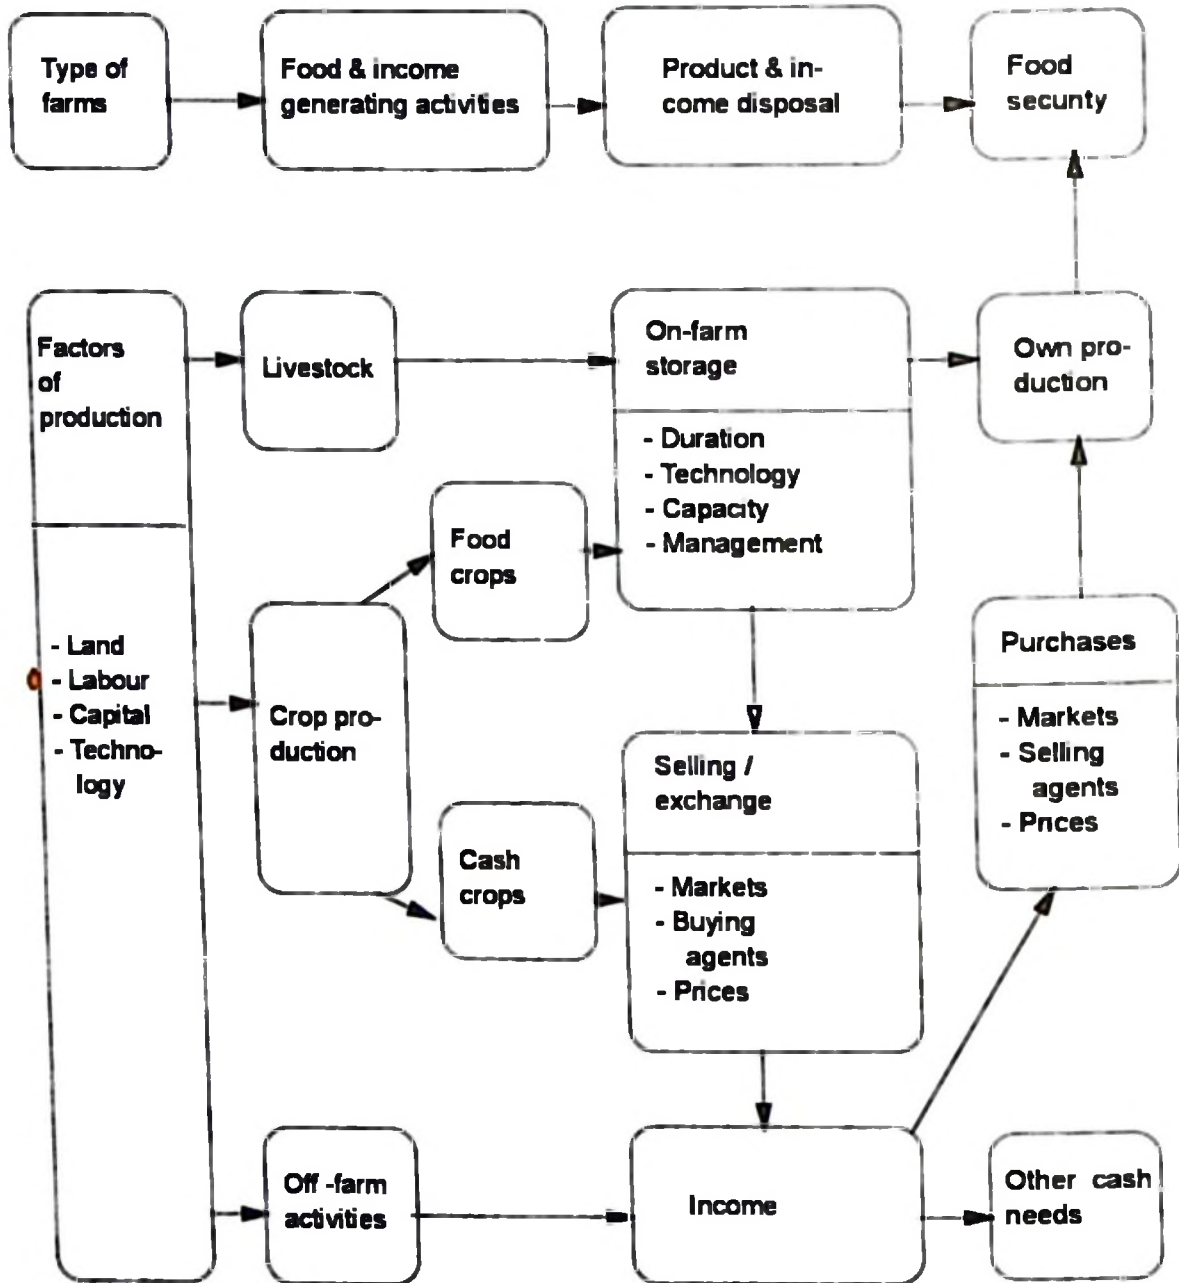 Type of
farms
Food & income
generating activities
Product & in-
come disposal
Food
securıty
Factors
of
production
- Land
- Labour
- Capital
- Techno-
logy
Livestock
Crop pro-
duction
Food
crops
Cash
crops
Off -farm
activities
On-farm
storage
- Duration
- Technology
- Capacity
- Management
Selling /
exchange
- Markets
- Buying
agents
- Prices
Income
Own pro-
duction
Purchases
- Markets
- Selling
agents
- Prices
Other cash
needs